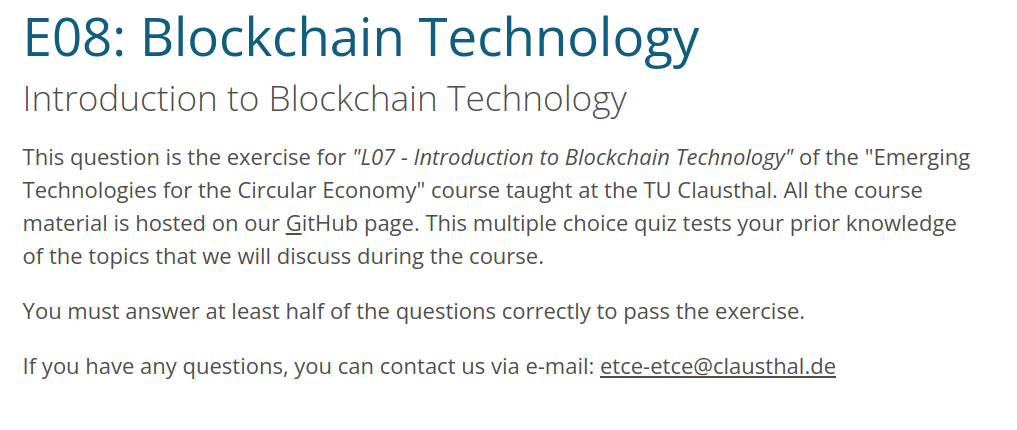 E08: Blockchain Technology
Introduction to Blockchain Technology
This question is the exercise for "L07 - Introduction to Blockchain Technology" of the "Emerging
Technologies for the Circular Economy" course taught at the TU Clausthal. All the course
material is hosted on our GitHub page. This multiple choice quiz tests your prior knowledge
of the topics that we will discuss during the course.
You must answer at least half of the questions correctly to pass the exercise.
If you have any questions, you can contact us via e-mail: etce-etce@clausthal.de